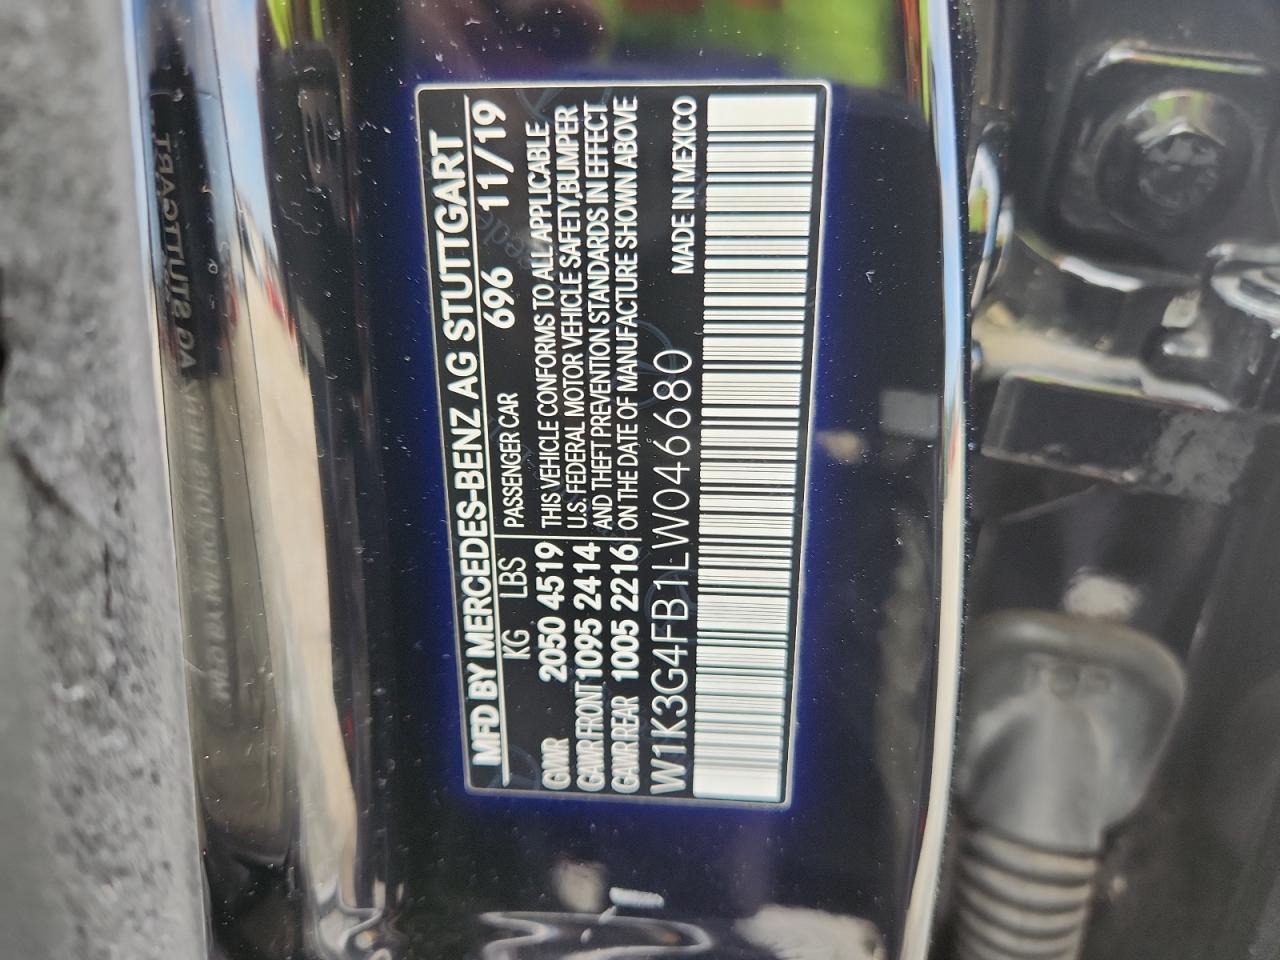 MFD BY MERCEDES-BENZ AG STUTTGART
KG LBS PASSENGER CAR 696 11/19
GVWR 2050 4519 THIS VEHICLE CONFORMS TO ALL APPLICABLE
GAWR FRONT 1095 2414 U.S. FEDERAL MOTOR VEHICLE SAFETY,BUMPER
GAWR REAR 1005 2216 AND THEFT PREVENTION STANDARDS IN EFFECT
ON THE DATE OF MANUFACTURE SHOWN ABOVE
W1K3G4FB1LW046680 MADE IN MEXICO